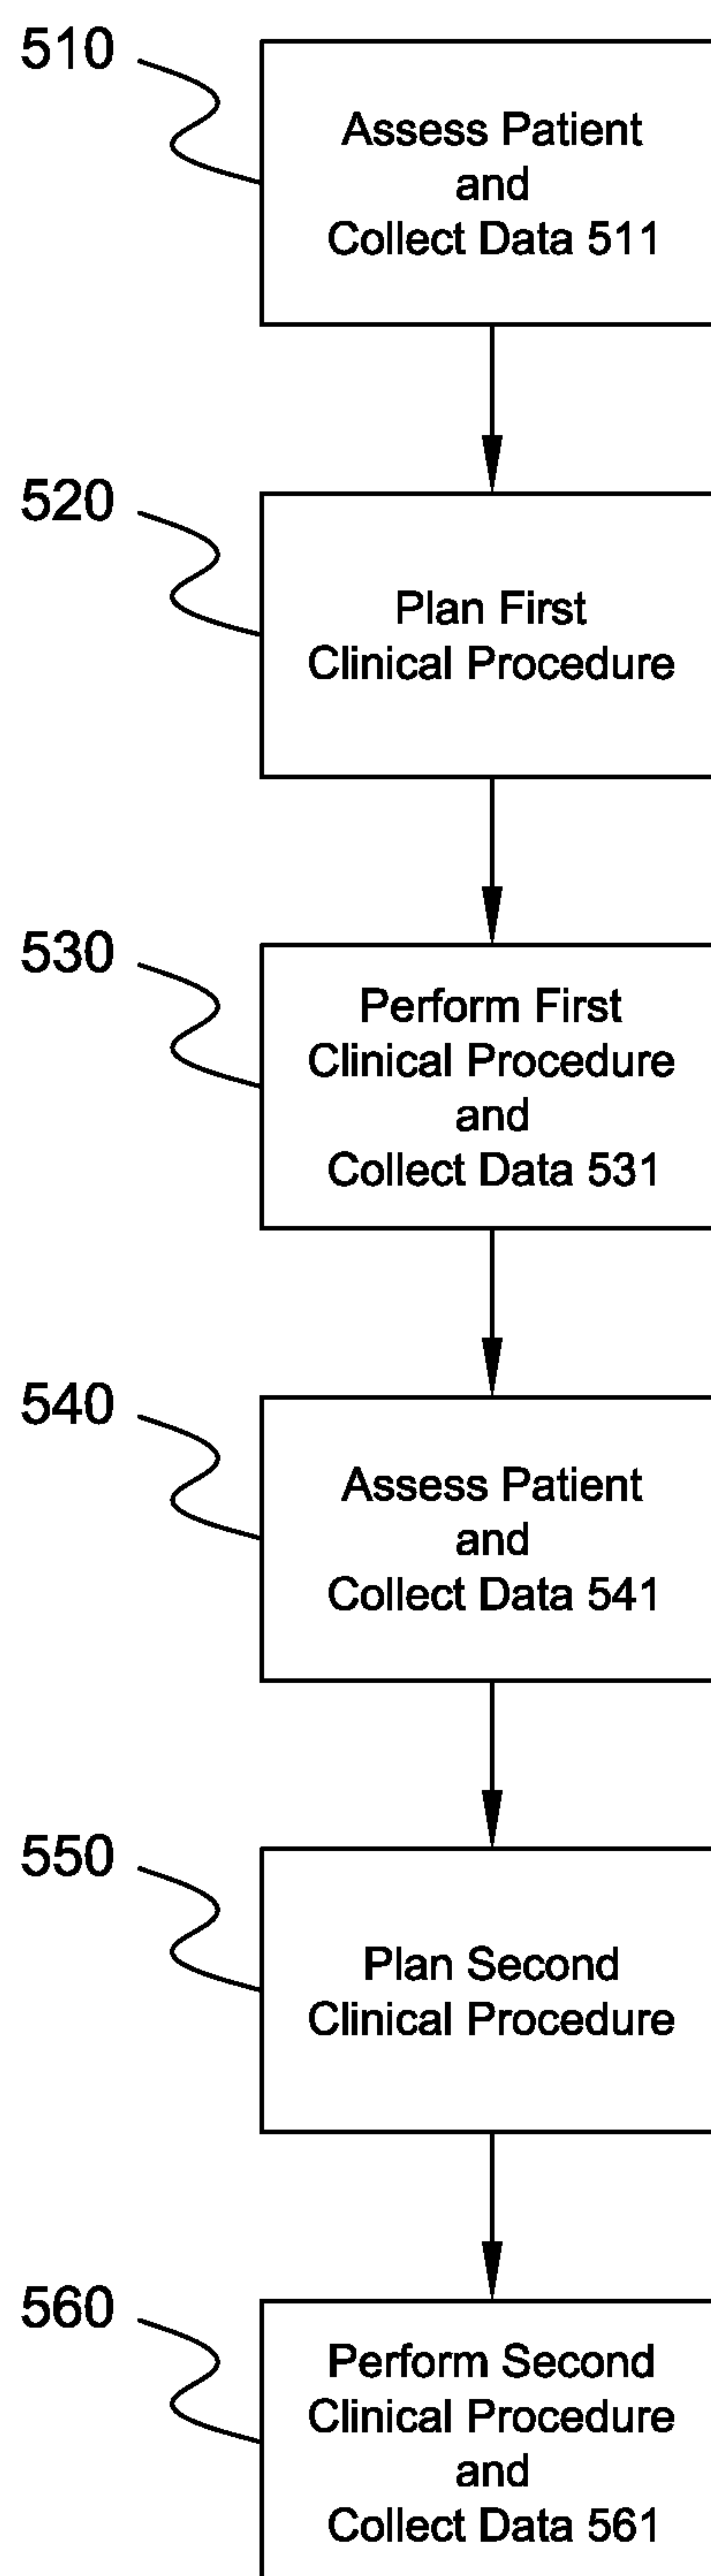 510
Assess Patient
and
Collect Data 511
520
Plan First
Clinical Procedure
530
Perform First
Clinical Procedure
and
Collect Data 531
540
Assess Patient
and
Collect Data 541
550
Plan Second
Clinical Procedure
560
Perform Second
Clinical Procedure
and
Collect Data 561